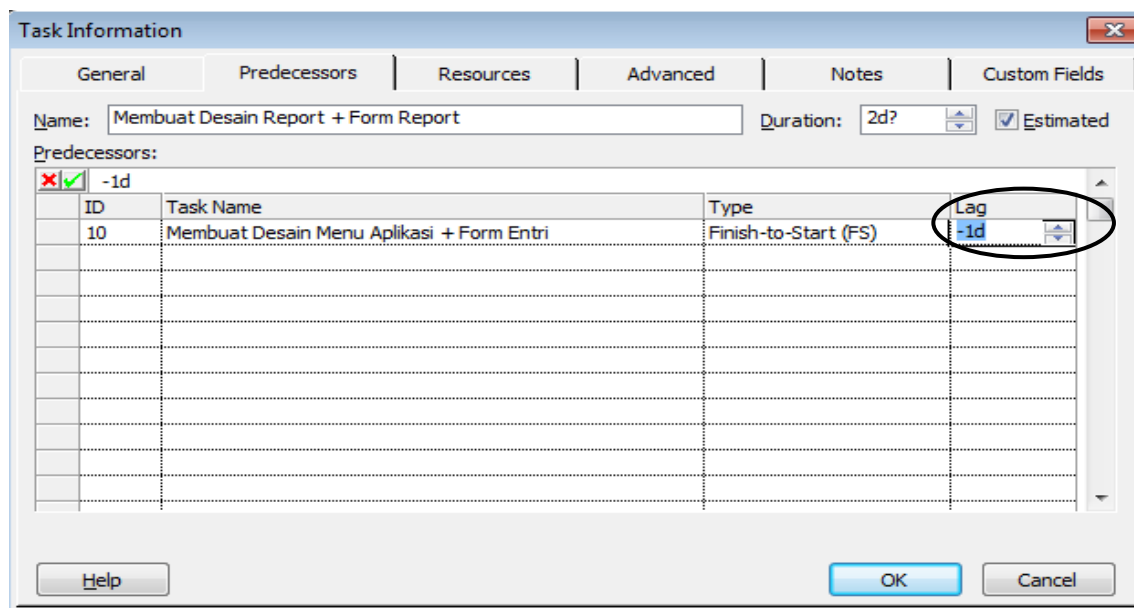 Task Information
General Predecessors Resources Advanced Notes Custom Fields
Name: Membuat Desain Report + Form Report Duration: 2d? Estimated
Predecessors:
-1d
ID Task Name Type Lag
10 Membuat Desain Menu Aplikasi + Form Entri Finish-to-Start (FS) -1d
Help OK Cancel